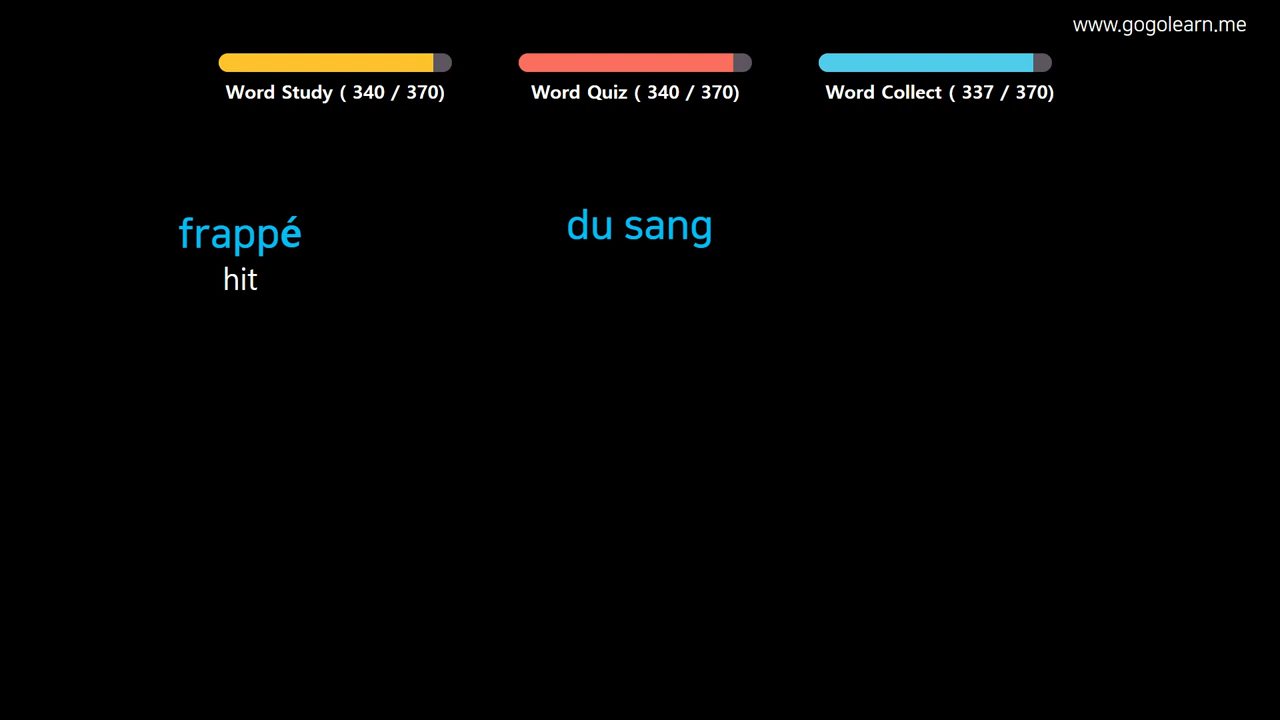 www.gogolearn.me
Word Study ( 340 / 370)
Word Quiz ( 340 / 370)
Word Collect ( 337 / 370)
frappé
hit
du sang